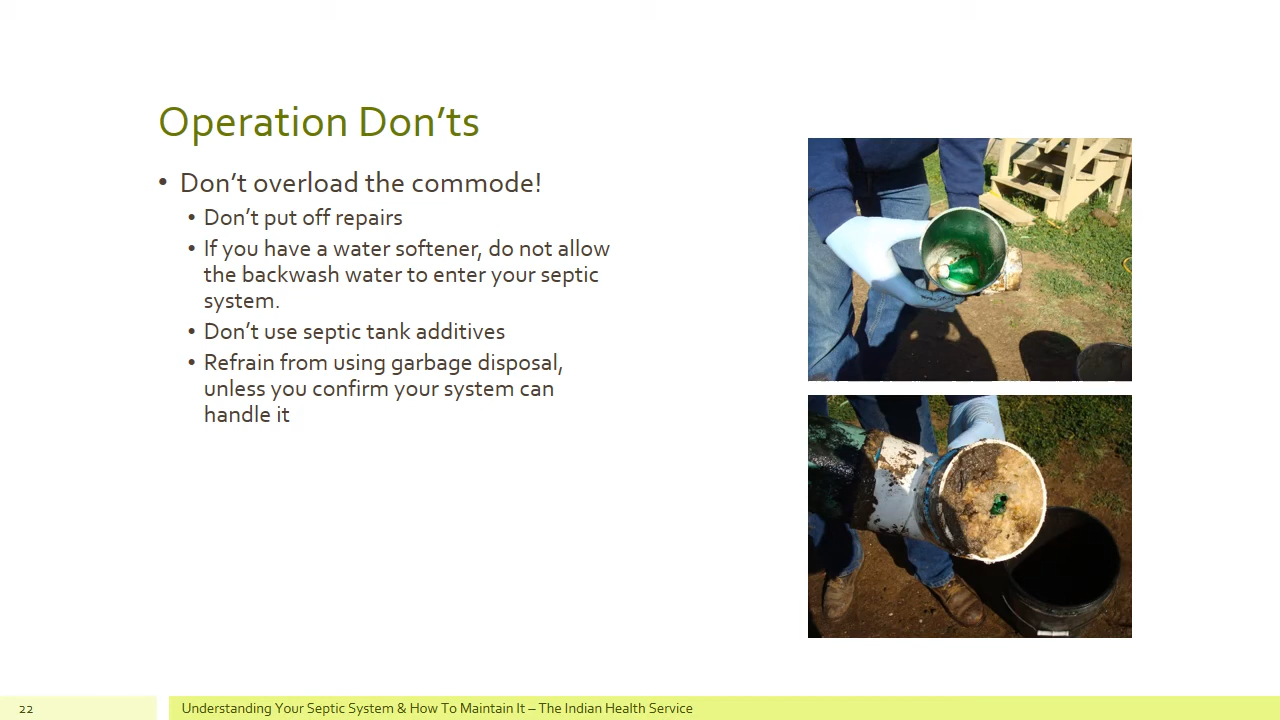 Operation Don’ts
• Don’t overload the commode!
• Don’t put off repairs
• If you have a water softener, do not allow
the backwash water to enter your septic
system.
• Don’t use septic tank additives
• Refrain from using garbage disposal,
unless you confirm your system can
handle it
22
Understanding Your Septic System & How To Maintain It – The Indian Health Service